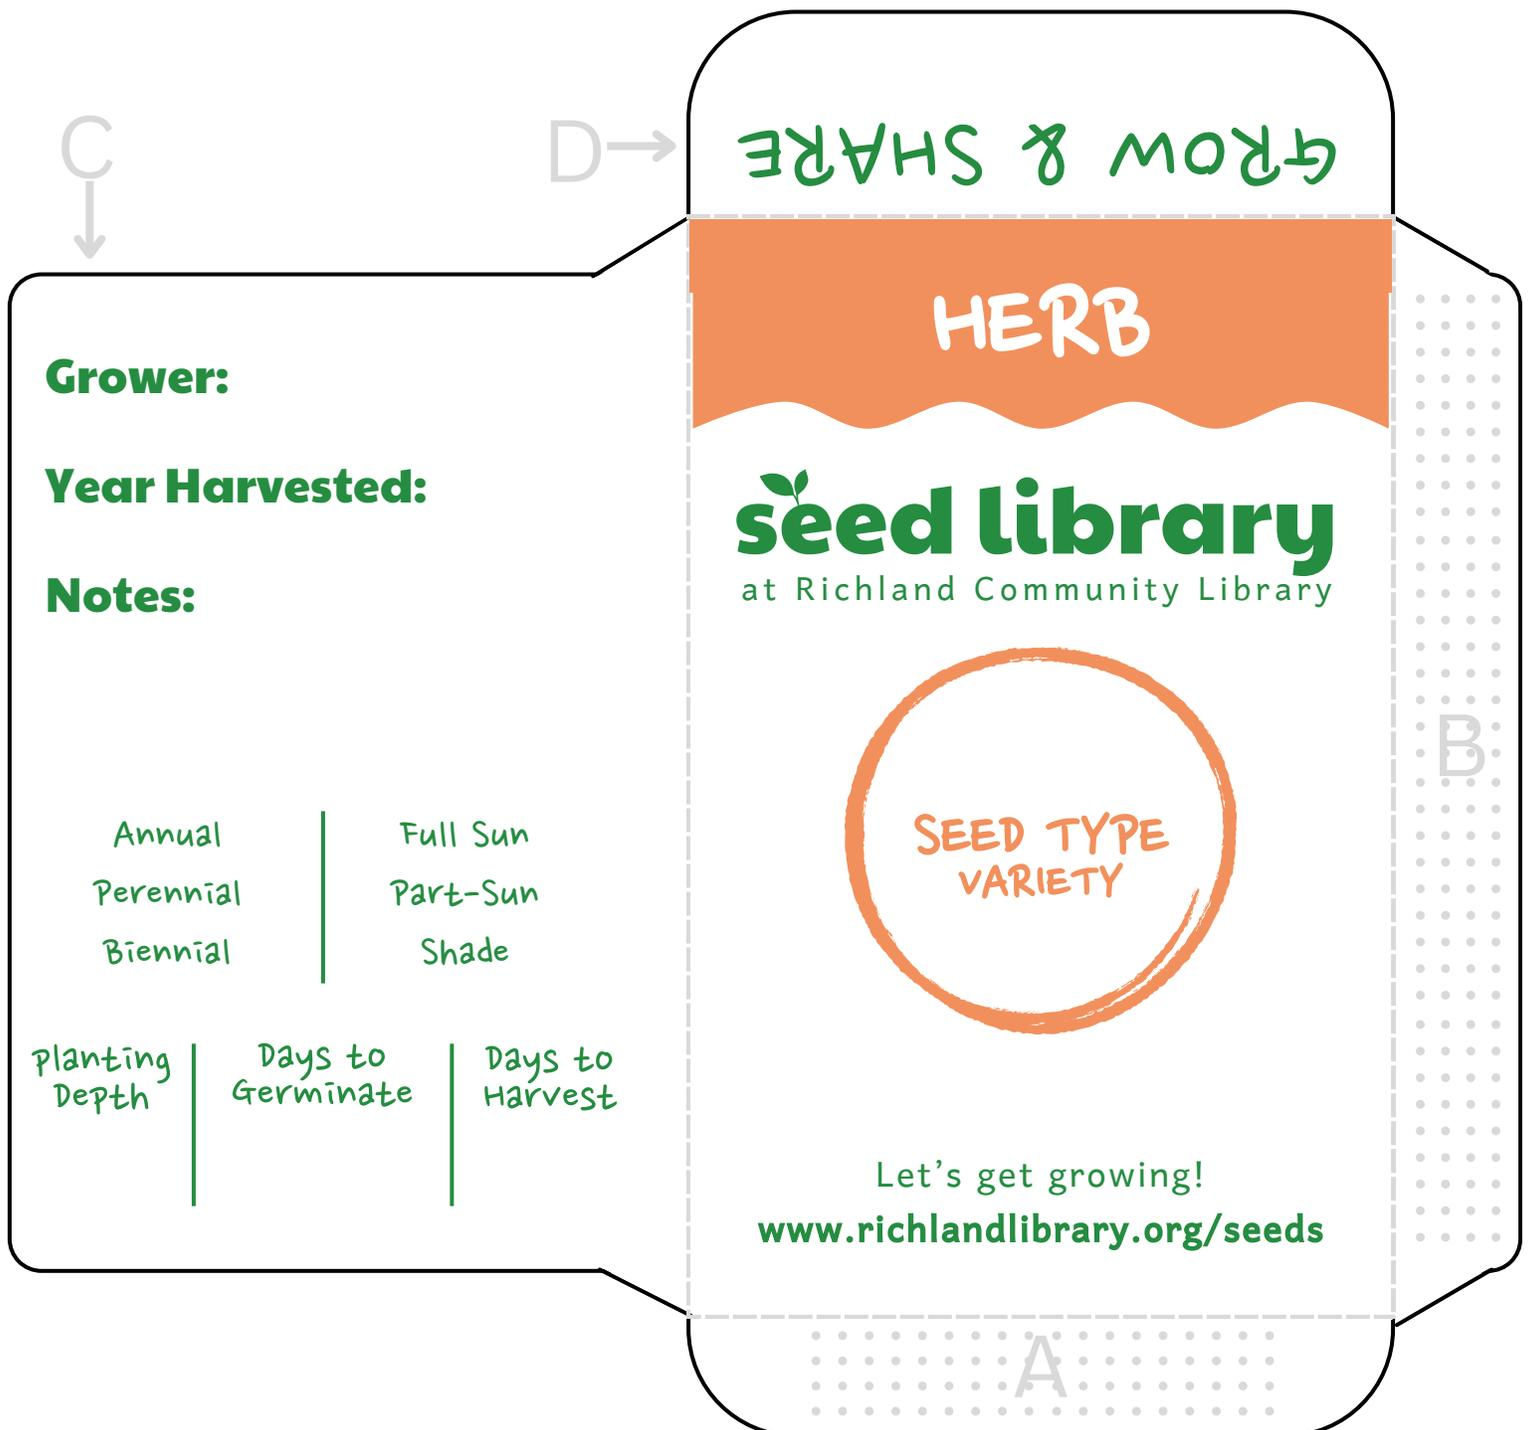 C
D
GROW & SHARE
HERB
Grower:
Year Harvested:
Notes:
seed library
at Richland Community Library
B
SEED TYPE
VARIETY
Annual
Perennial
Biennial
Full Sun
Part-Sun
Shade
Planting
Depth
Days to
Germinate
Days to
Harvest
Let's get growing!
www.richlandlibrary.org/seeds
A